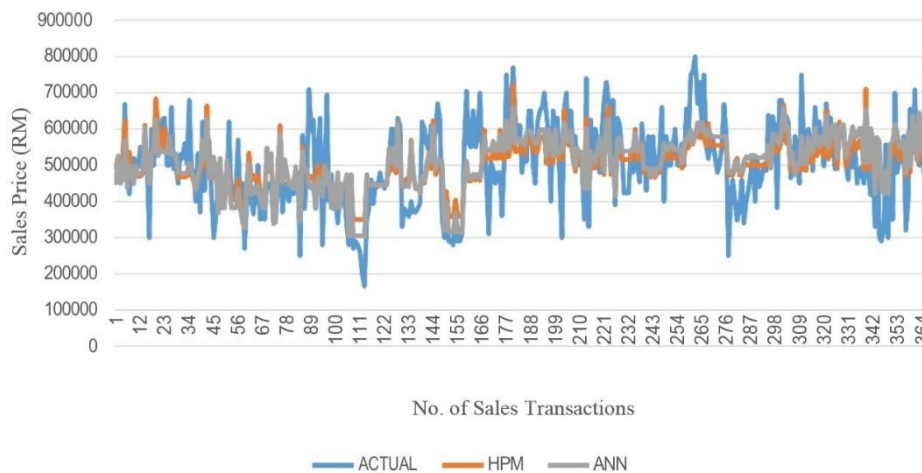 900000
800000
700000
600000
500000
400000
300000
200000
100000
0
Sales Price (RM)
1 12 23 34 45 56 67 78 89 100 111 122 133 144 155 166 177 188 199 210 221 232 243 254 265 276 287 298 309 320 331 342 353 364
No. of Sales Transactions
ACTUAL HPM ANN